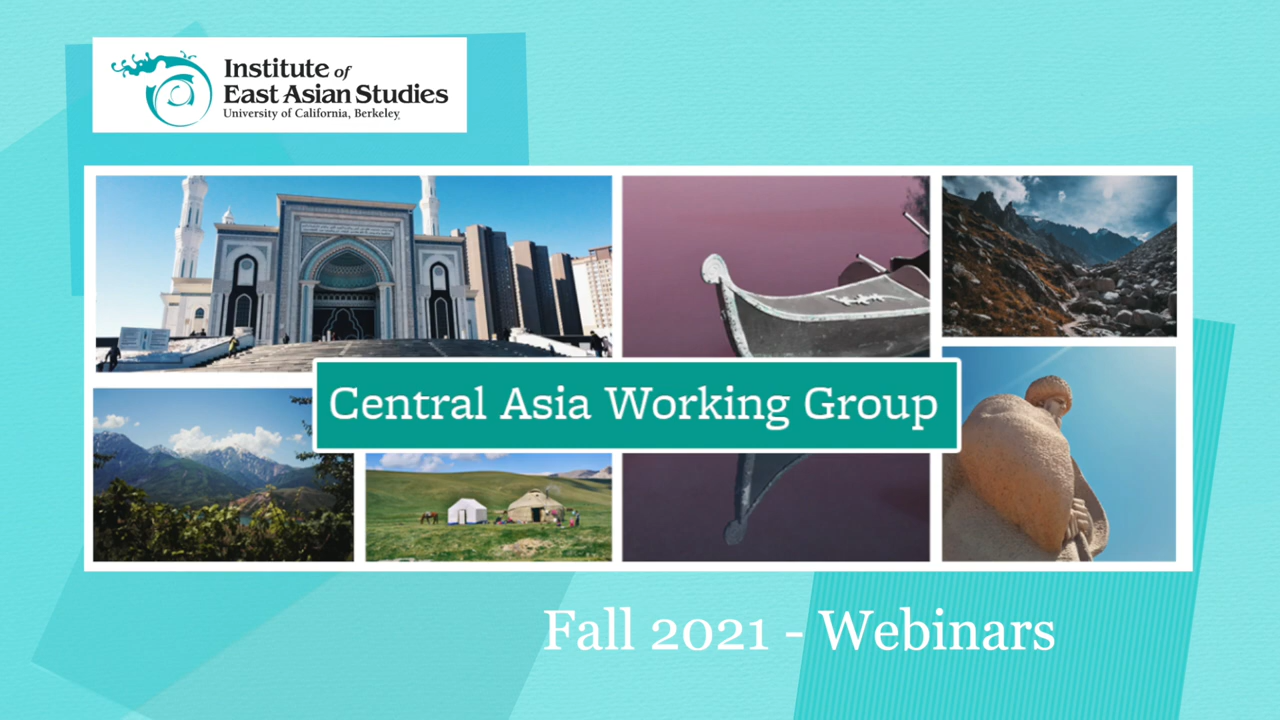 Institute of
East Asian Studies
University of California, Berkeley
Central Asia Working Group
Fall 2021 - Webinars